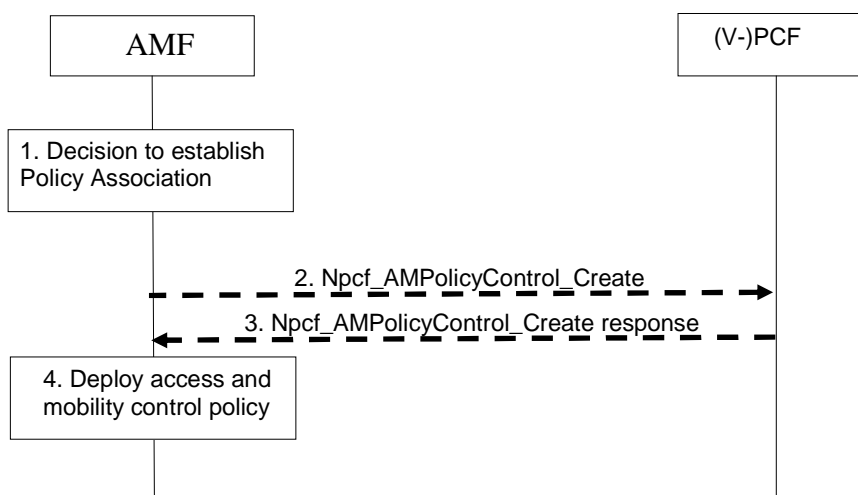 AMF
(V-)PCF
1. Decision to establish
Policy Association
2. Npcf_AMPolicyControl_Create
3. Npcf_AMPolicyControl_Create response
4. Deploy access and
mobility control policy